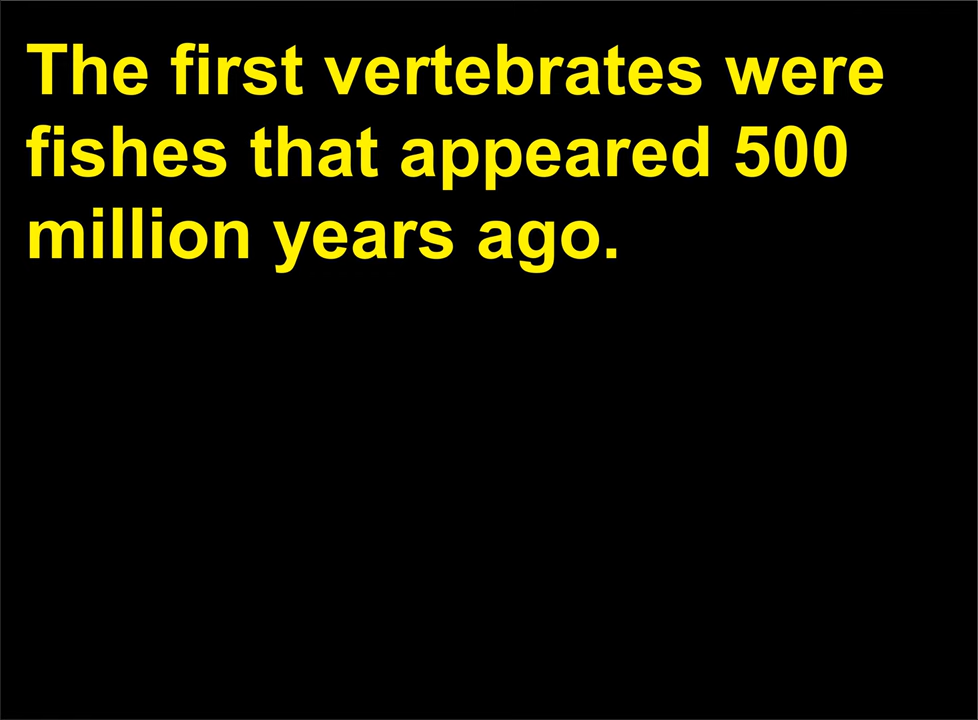 The first vertebrates were
fishes that appeared 500
million years ago.